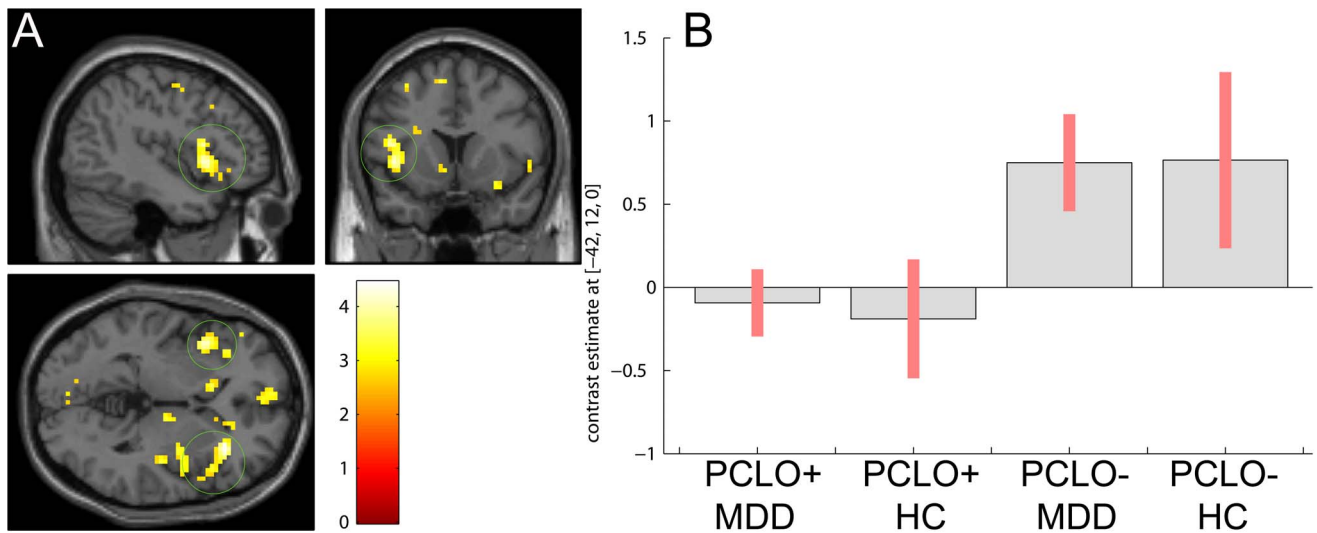 A
4
3
2
1
0
B
contrast estimate at [−42, 12, 0]
1.5
1
0.5
0
−0.5
−1
PCLO+ MDD
PCLO+ HC
PCLO- MDD
PCLO- HC